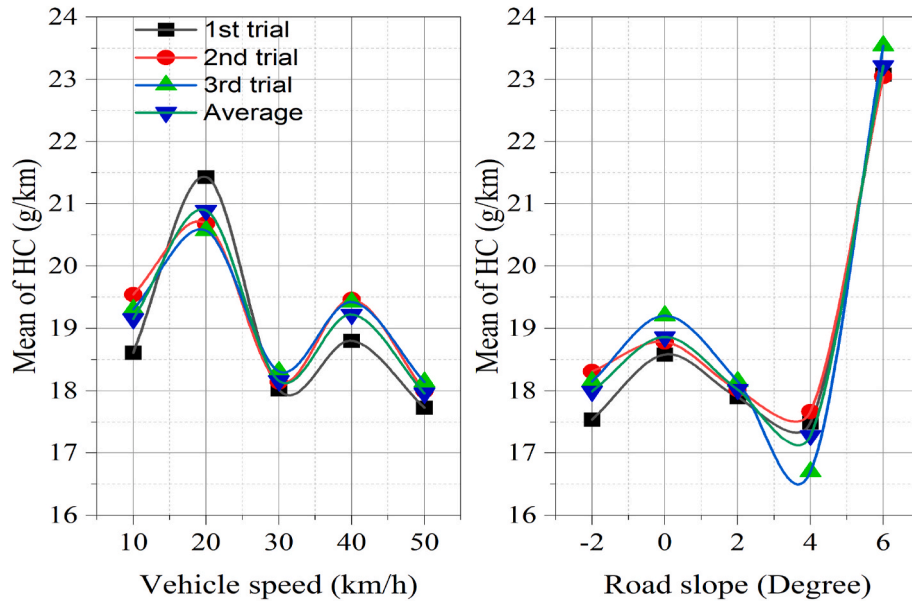 24
23
22
21
20
19
18
17
16
Mean of HC (g/km)
1st trial
2nd trial
3rd trial
Average
10 20 30 40 50
Vehicle speed (km/h)
24
23
22
21
20
19
18
17
16
Mean of HC (g/km)
-2 0 2 4 6
Road slope (Degree)